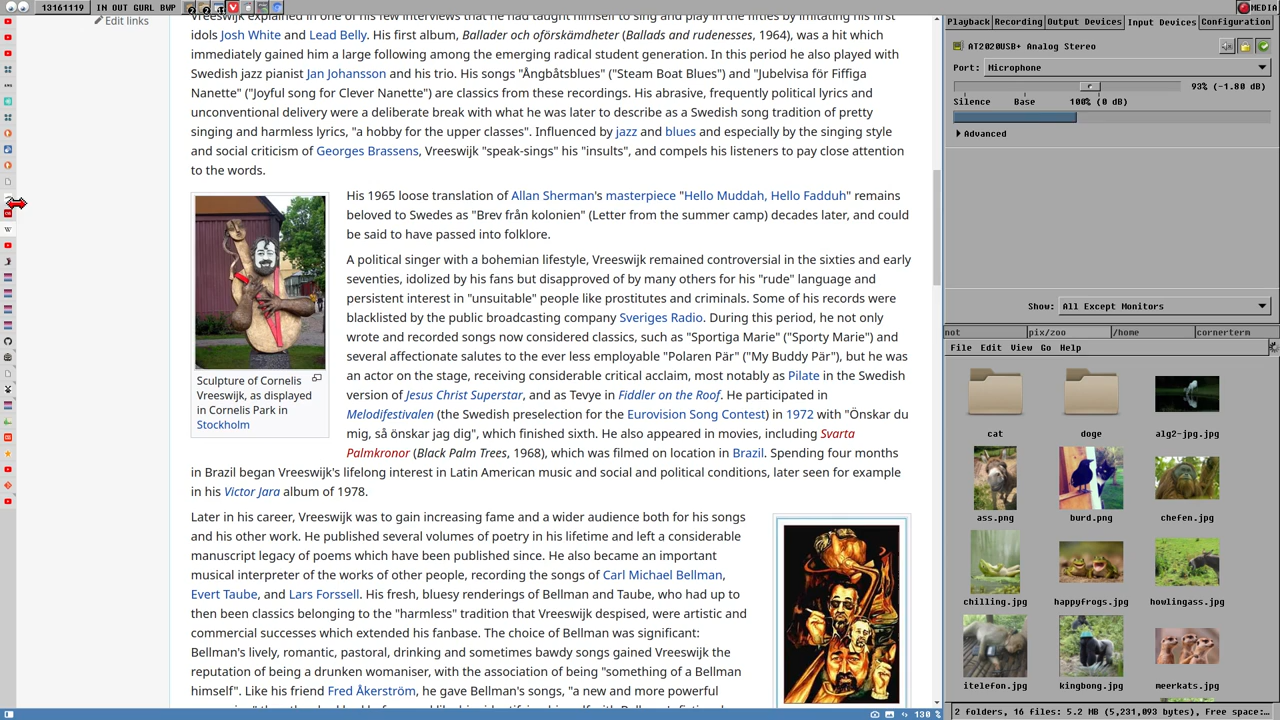 13161119
IN OUT GURL BWP
MEDIA
Edit links
Vreeswijk explained in one of his few interviews that he had taught himself to sing and play in the fifties by imitating his first
idols Josh White and Lead Belly. His first album, Ballader och oförskämdheter (Ballads and rudenesses, 1964), was a hit which
immediately gained him a large following among the emerging radical student generation. In this period he also played with
Swedish jazz pianist Jan Johansson and his trio. His songs "Ångbåtsblues" ("Steam Boat Blues") and "Jubelvisa för Fiffiga
Nanette" ("Joyful song for Clever Nanette") are classics from these recordings. His abrasive, frequently political lyrics and
unconventional delivery were a deliberate break with what he was later to describe as a Swedish song tradition of pretty
singing and harmless lyrics, "a hobby for the upper classes". Influenced by jazz and blues and especially by the singing style
and social criticism of Georges Brassens, Vreeswijk "speak-sings" his "insults", and compels his listeners to pay close attention
to the words.
His 1965 loose translation of Allan Sherman's masterpiece "Hello Muddah, Hello Fadduh" remains
beloved to Swedes as "Brev från kolonien" (Letter from the summer camp) decades later, and could
be said to have passed into folklore.
A political singer with a bohemian lifestyle, Vreeswijk remained controversial in the sixties and early
seventies, idolized by his fans but disapproved of by many others for his "rude" language and
persistent interest in "unsuitable" people like prostitutes and criminals. Some of his records were
blacklisted by the public broadcasting company Sveriges Radio. During this period, he not only
wrote and recorded songs now considered classics, such as "Sportiga Marie" ("Sporty Marie") and
several affectionate salutes to the ever less employable "Polaren Pär" ("My Buddy Pär"), but he was
an actor on the stage, receiving considerable critical acclaim, most notably as Pilate in the Swedish
version of Jesus Christ Superstar, and as Tevye in Fiddler on the Roof. He participated in
Melodifestivalen (the Swedish preselection for the Eurovision Song Contest) in 1972 with "Önskar du
mig, så önskar jag dig", which finished sixth. He also appeared in movies, including Svarta
Palmkronor (Black Palm Trees, 1968), which was filmed on location in Brazil. Spending four months
in Brazil began Vreeswijk's lifelong interest in Latin American music and social and political conditions, later seen for example
in his Victor Jara album of 1978.
Sculpture of Cornelis
Vreeswijk, as displayed
in Cornelis Park in
Stockholm
Later in his career, Vreeswijk was to gain increasing fame and a wider audience both for his songs
and his other work. He published several volumes of poetry in his lifetime and left a considerable
manuscript legacy of poems which have been published since. He also became an important
musical interpreter of the works of other people, recording the songs of Carl Michael Bellman,
Evert Taube, and Lars Forssell. His fresh, bluesy renderings of Bellman and Taube, who had up to
then been classics belonging to the "harmless" tradition that Vreeswijk despised, were artistic and
commercial successes which extended his fanbase. The choice of Bellman was significant:
Bellman's lively, romantic, pastoral, drinking and sometimes bawdy songs gained Vreeswijk the
reputation of being a drunken womaniser, with the association of being "something of a Bellman
himself". Like his friend Fred Åkerström, he gave Bellman's songs, "a new and more powerful
130 %
Playback Recording Output Devices Input Devices Configuration
AT2020USB+ Analog Stereo
Port: Microphone
93% (-1.80 dB)
Silence Base 100% (0 dB)
Advanced
Show: All Except Monitors
not pix/zoo /home cornerterm
File Edit View Go Help
cat doge alg2-jpg.jpg
ass.png burd.png chefen.jpg
chilling.jpg happyfrogs.jpg howlingass.jpg
itelefon.jpg kingbong.jpg meerkats.jpg
2 folders, 16 files: 5.2 MB (5,231,093 bytes), Free space:…